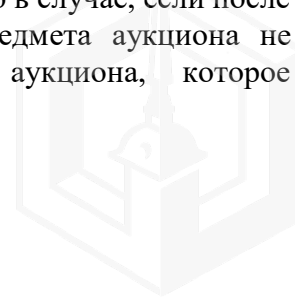 в случае, если после
едмета аукциона не
аукциона, которое